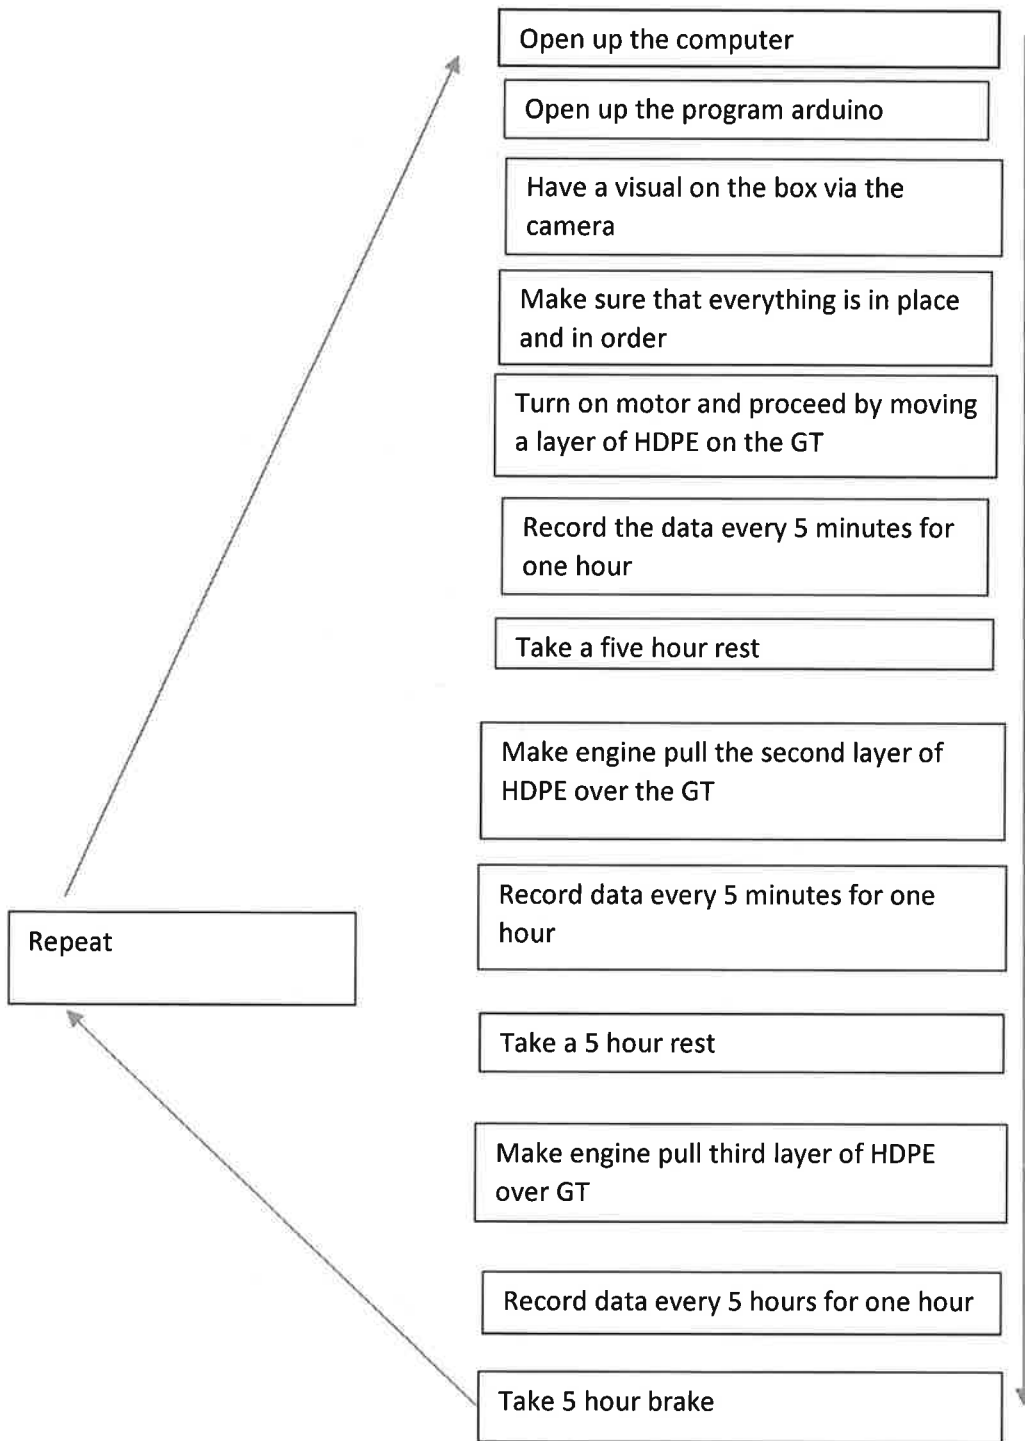 Open up the computer
Open up the program arduino
Have a visual on the box via the
camera
Make sure that everything is in place
and in order
Turn on motor and proceed by moving
a layer of HDPE on the GT
Record the data every 5 minutes for
one hour
Take a five hour rest
Make engine pull the second layer of
HDPE over the GT
Record data every 5 minutes for one
hour
Repeat
Take a 5 hour rest
Make engine pull third layer of HDPE
over GT
Record data every 5 hours for one hour
Take 5 hour brake